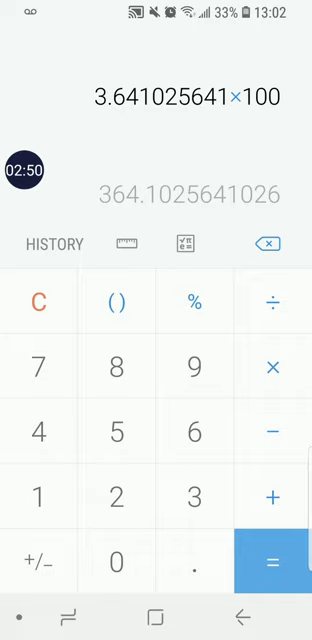 33% 13:02
3.641025641×100
02:50
364.1025641026
HISTORY
√π
e=
C () % ÷
7 8 9 ×
4 5 6 −
1 2 3 +
+/− 0 . =